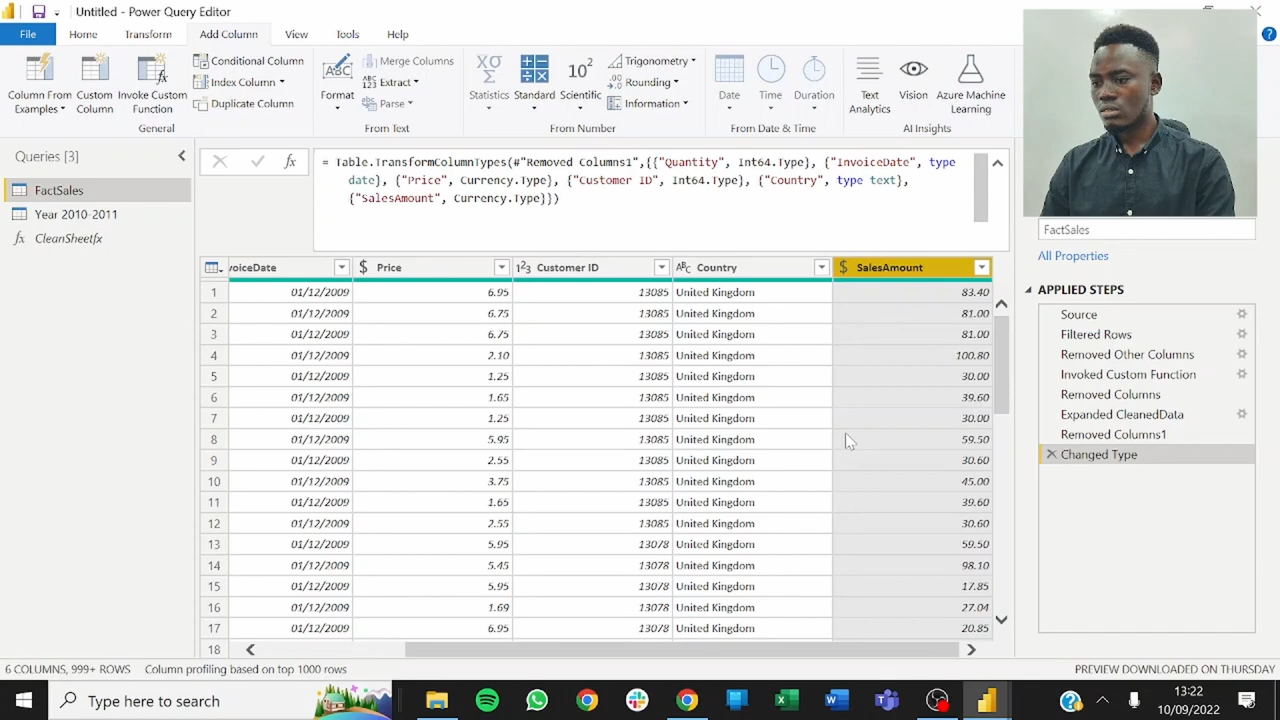 Untitled - Power Query Editor
File Home Transform Add Column View Tools Help
Column From Examples
Custom Column
Invoke Custom Function
Conditional Column
Index Column
Duplicate Column
General
Format
Merge Columns
Extract
Parse
From Text
Statistics
Standard
Scientific
Trigonometry
Rounding
Information
From Number
Date
Time
Duration
From Date & Time
Text Analytics
Vision
Azure Machine Learning
AI Insights
Queries [3]
FactSales
Year 2010-2011
CleanSheetfx
= Table.TransformColumnTypes(#"Removed Columns1",{{"Quantity", Int64.Type}, {"InvoiceDate", type
date}, {"Price", Currency.Type}, {"Customer ID", Int64.Type}, {"Country", type text},
{"SalesAmount", Currency.Type}})
voiceDate $ Price 123 Customer ID ABC Country $ SalesAmount
1 01/12/2009 6.95 13085 United Kingdom 83.40
2 01/12/2009 6.75 13085 United Kingdom 81.00
3 01/12/2009 6.75 13085 United Kingdom 81.00
4 01/12/2009 2.10 13085 United Kingdom 100.80
5 01/12/2009 1.25 13085 United Kingdom 30.00
6 01/12/2009 1.65 13085 United Kingdom 39.60
7 01/12/2009 1.25 13085 United Kingdom 30.00
8 01/12/2009 5.95 13085 United Kingdom 59.50
9 01/12/2009 2.55 13085 United Kingdom 30.60
10 01/12/2009 3.75 13085 United Kingdom 45.00
11 01/12/2009 1.65 13085 United Kingdom 39.60
12 01/12/2009 2.55 13085 United Kingdom 30.60
13 01/12/2009 5.95 13078 United Kingdom 59.50
14 01/12/2009 5.45 13078 United Kingdom 98.10
15 01/12/2009 5.95 13078 United Kingdom 17.85
16 01/12/2009 1.69 13078 United Kingdom 27.04
17 01/12/2009 6.95 13078 United Kingdom 20.85
18
FactSales
All Properties
APPLIED STEPS
Source
Filtered Rows
Removed Other Columns
Invoked Custom Function
Removed Columns
Expanded CleanedData
Removed Columns1
Changed Type
6 COLUMNS, 999+ ROWS Column profiling based on top 1000 rows
PREVIEW DOWNLOADED ON THURSDAY
Type here to search
13:22
10/09/2022